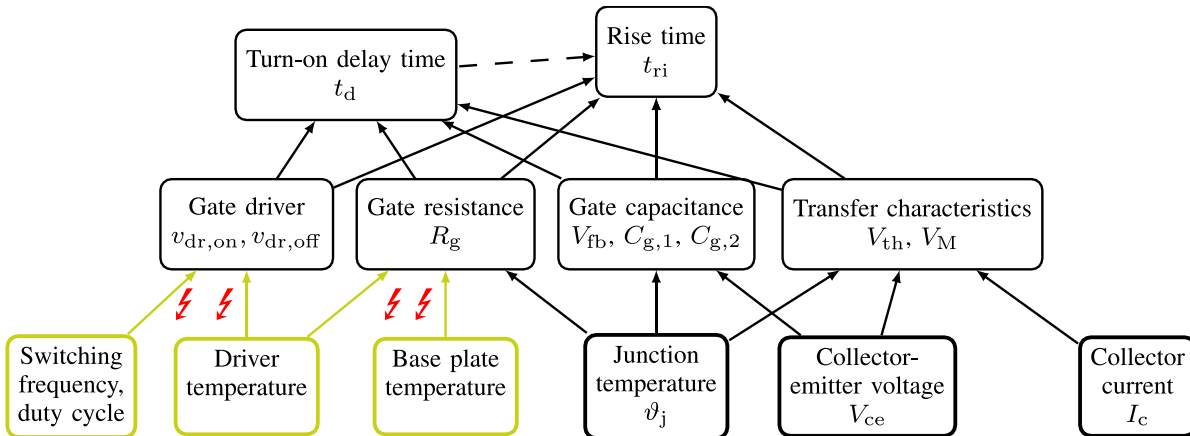 Turn-on delay time
t_d
Rise time
t_ri
Gate driver
v_dr,on, v_dr,off
Gate resistance
R_g
Gate capacitance
V_fb, C_g,1, C_g,2
Transfer characteristics
V_th, V_M
Switching
frequency,
duty cycle
Driver
temperature
Base plate
temperature
Junction
temperature
ϑ_j
Collector-
emitter voltage
V_ce
Collector
current
I_c